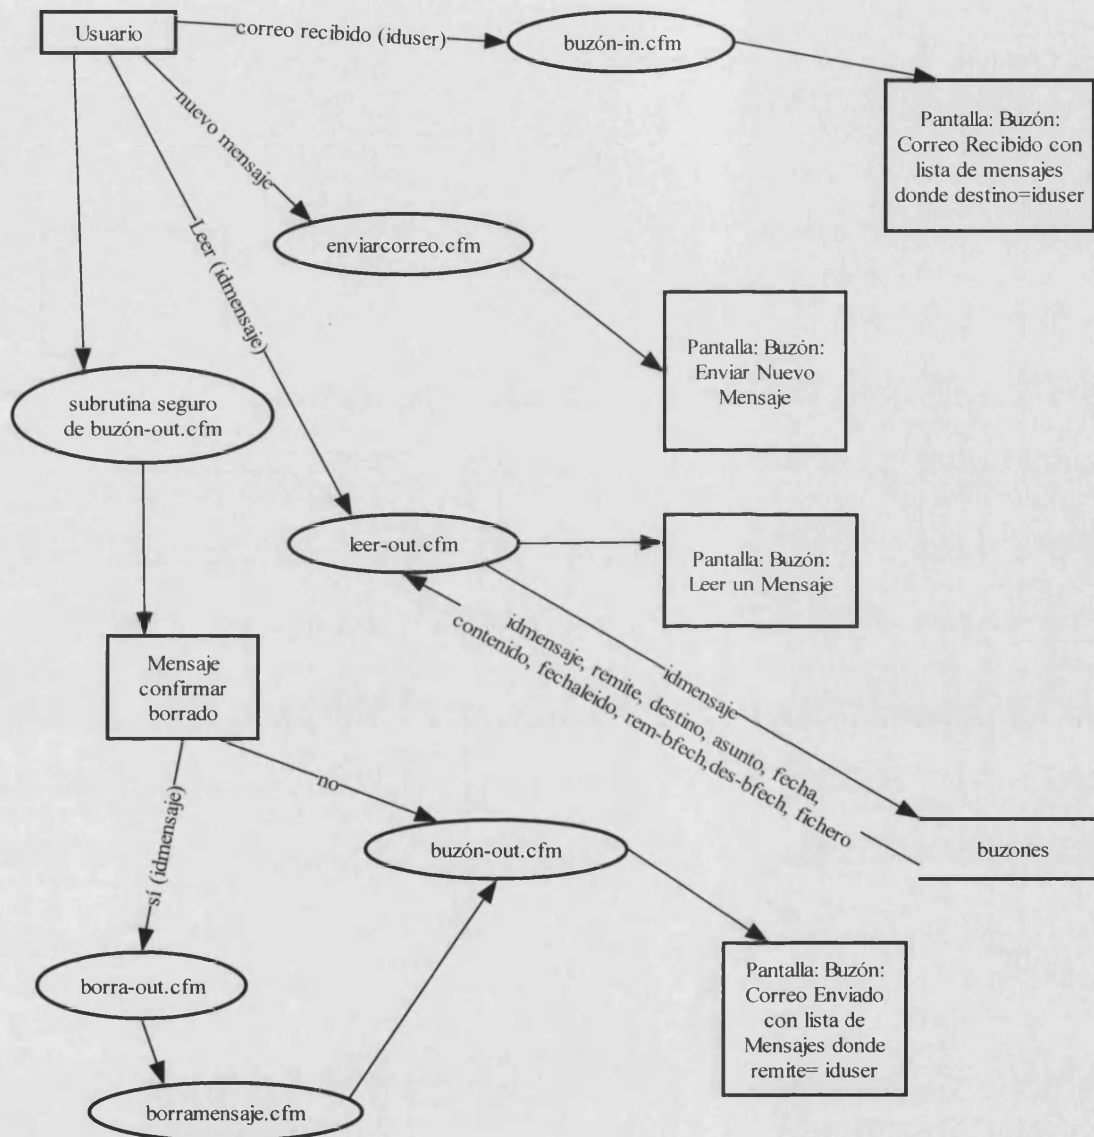 Usuario
correo recibido (iduser)
buzón-in.cfm
Pantalla: Buzón:
Correo Recibido con
lista de mensajes
donde destino=iduser
nuevo mensaje
Leer (idmensaje)
enviarcorreo.cfm
Pantalla: Buzón:
Enviar Nuevo
Mensaje
subrutina seguro
de buzón-out.cfm
leer-out.cfm
Pantalla: Buzón:
Leer un Mensaje
idmensaje
idmensaje, remite, destino, asunto, fecha,
contenido, fechaleido, rem-bfech,des-bfech, fichero
Mensaje
confirmar
borrado
no
sí (idmensaje)
buzón-out.cfm
buzones
borra-out.cfm
Pantalla: Buzón:
Correo Enviado
con lista de
Mensajes donde
remite= iduser
borramensaje.cfm